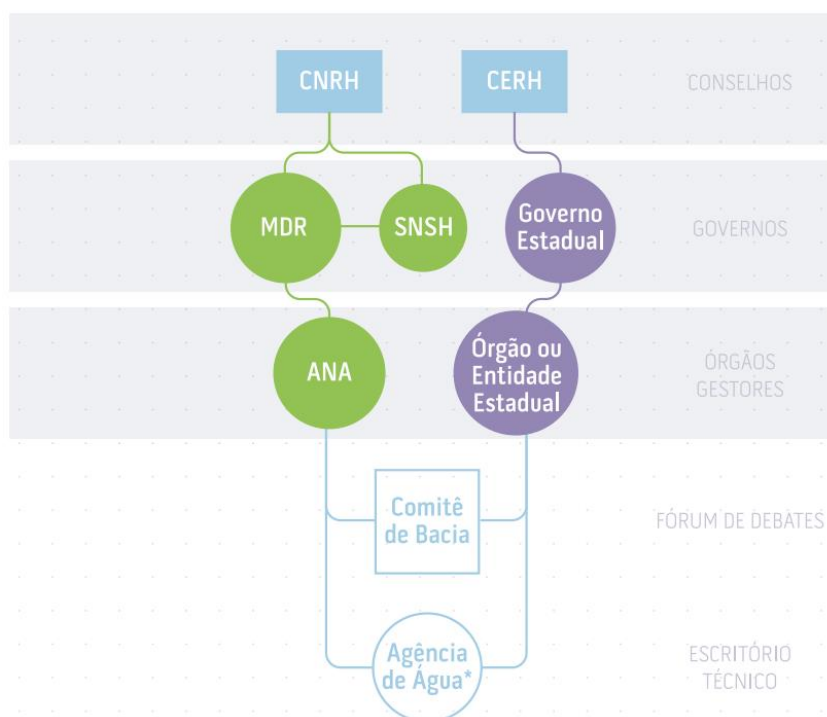 CNRH
CERH
CONSELHOS
MDR
SNSH
Governo
Estadual
GOVERNOS
ANA
Órgão ou
Entidade
Estadual
ÓRGÃOS
GESTORES
Comitê
de Bacia
FÓRUM DE DEBATES
Agência
de Água*
ESCRITÓRIO
TÉCNICO